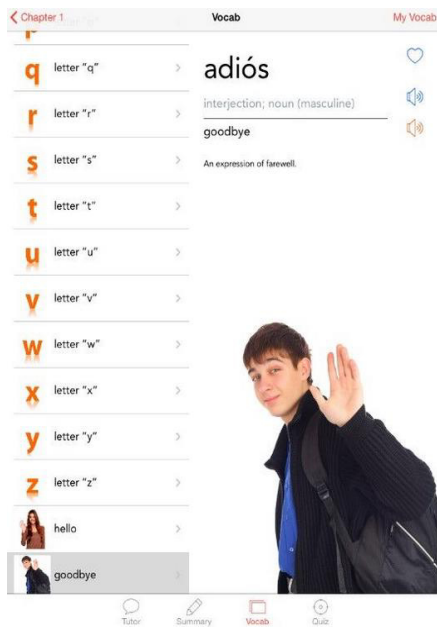 Chapter 1
Vocab
My Vocab
q
letter "q"
r
letter "r"
s
letter "s"
t
letter "t"
u
letter "u"
v
letter "v"
w
letter "w"
x
letter "x"
y
letter "y"
z
letter "z"
hello
goodbye
adiós
interjection; noun (masculine)
goodbye
An expression of farewell.
Tutor
Summary
Vocab
Quiz